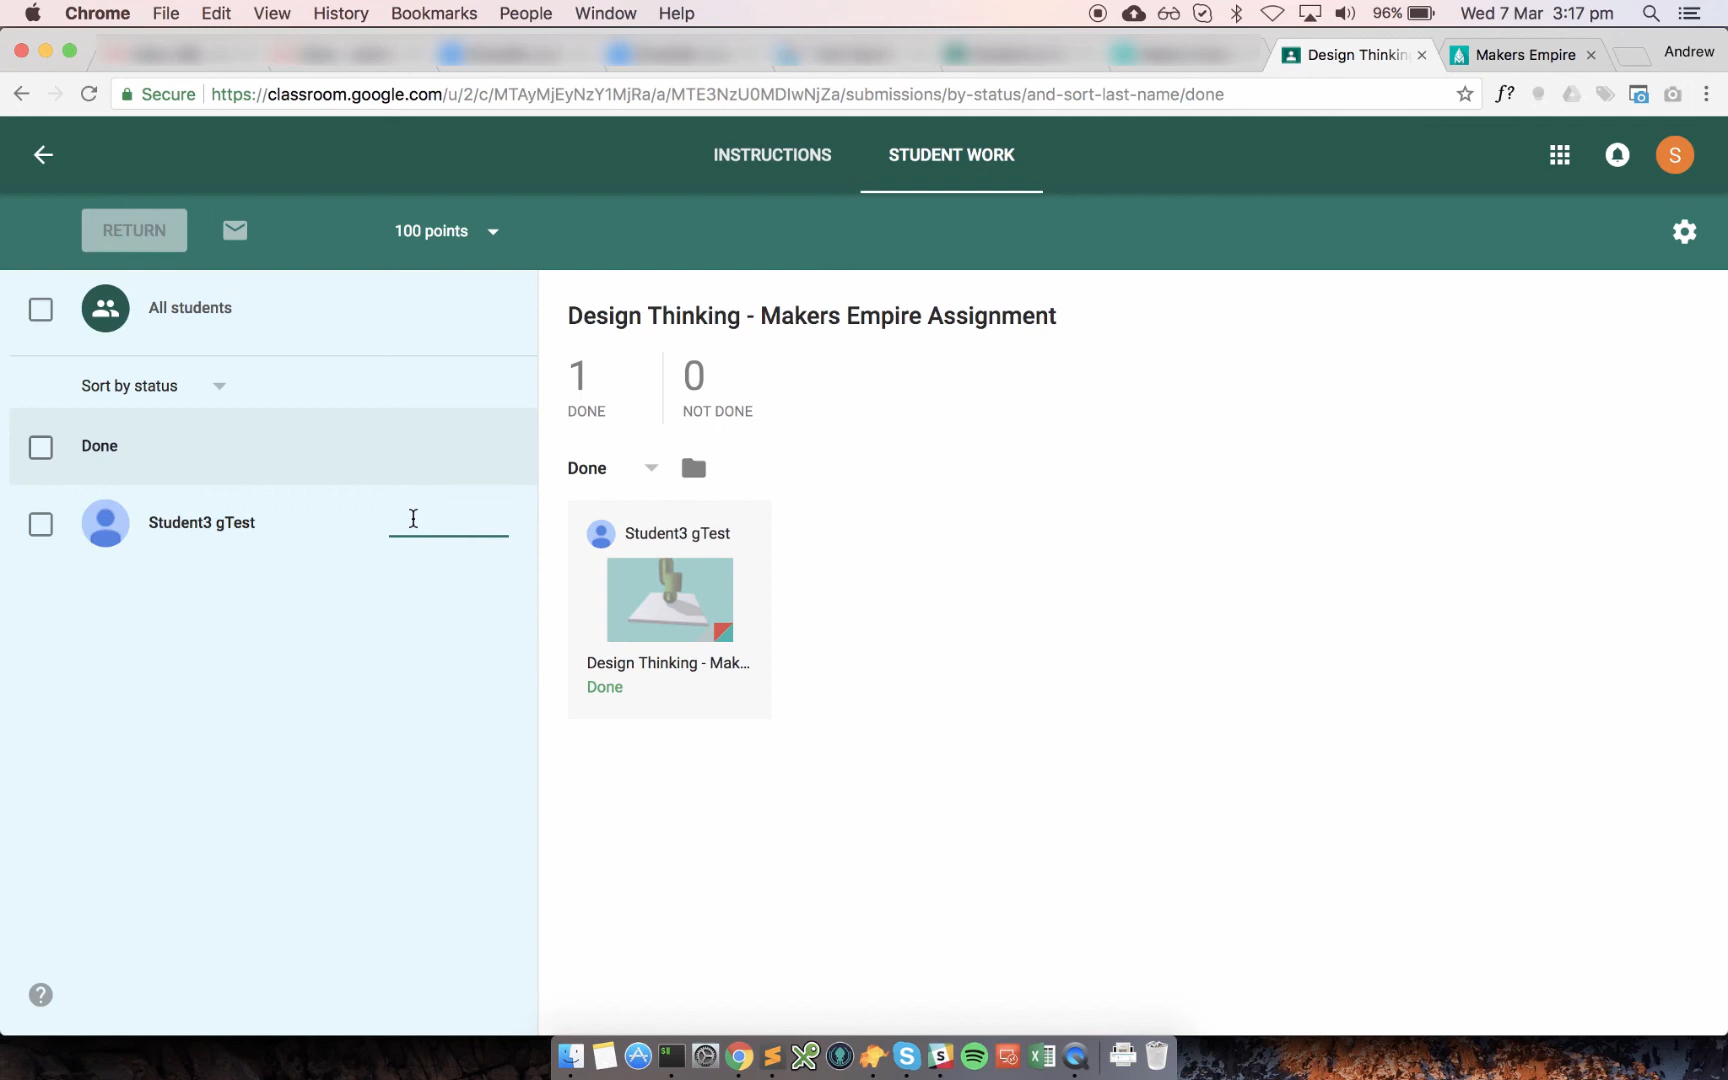 Chrome File Edit View History Bookmarks People Window Help 96% Wed 7 Mar 3:17 pm
Design Thinkin Makers Empire Andrew
Secure https://classroom.google.com/u/2/c/MTAyMjEyNzY1MjRa/a/MTE3NzU0MDIwNjZa/submissions/by-status/and-sort-last-name/done f?
INSTRUCTIONS STUDENT WORK S
RETURN 100 points
All students
Design Thinking - Makers Empire Assignment
1 0
DONE NOT DONE
Sort by status
Done
Done
Student3 gTest
Student3 gTest
Design Thinking - Mak...
Done
?